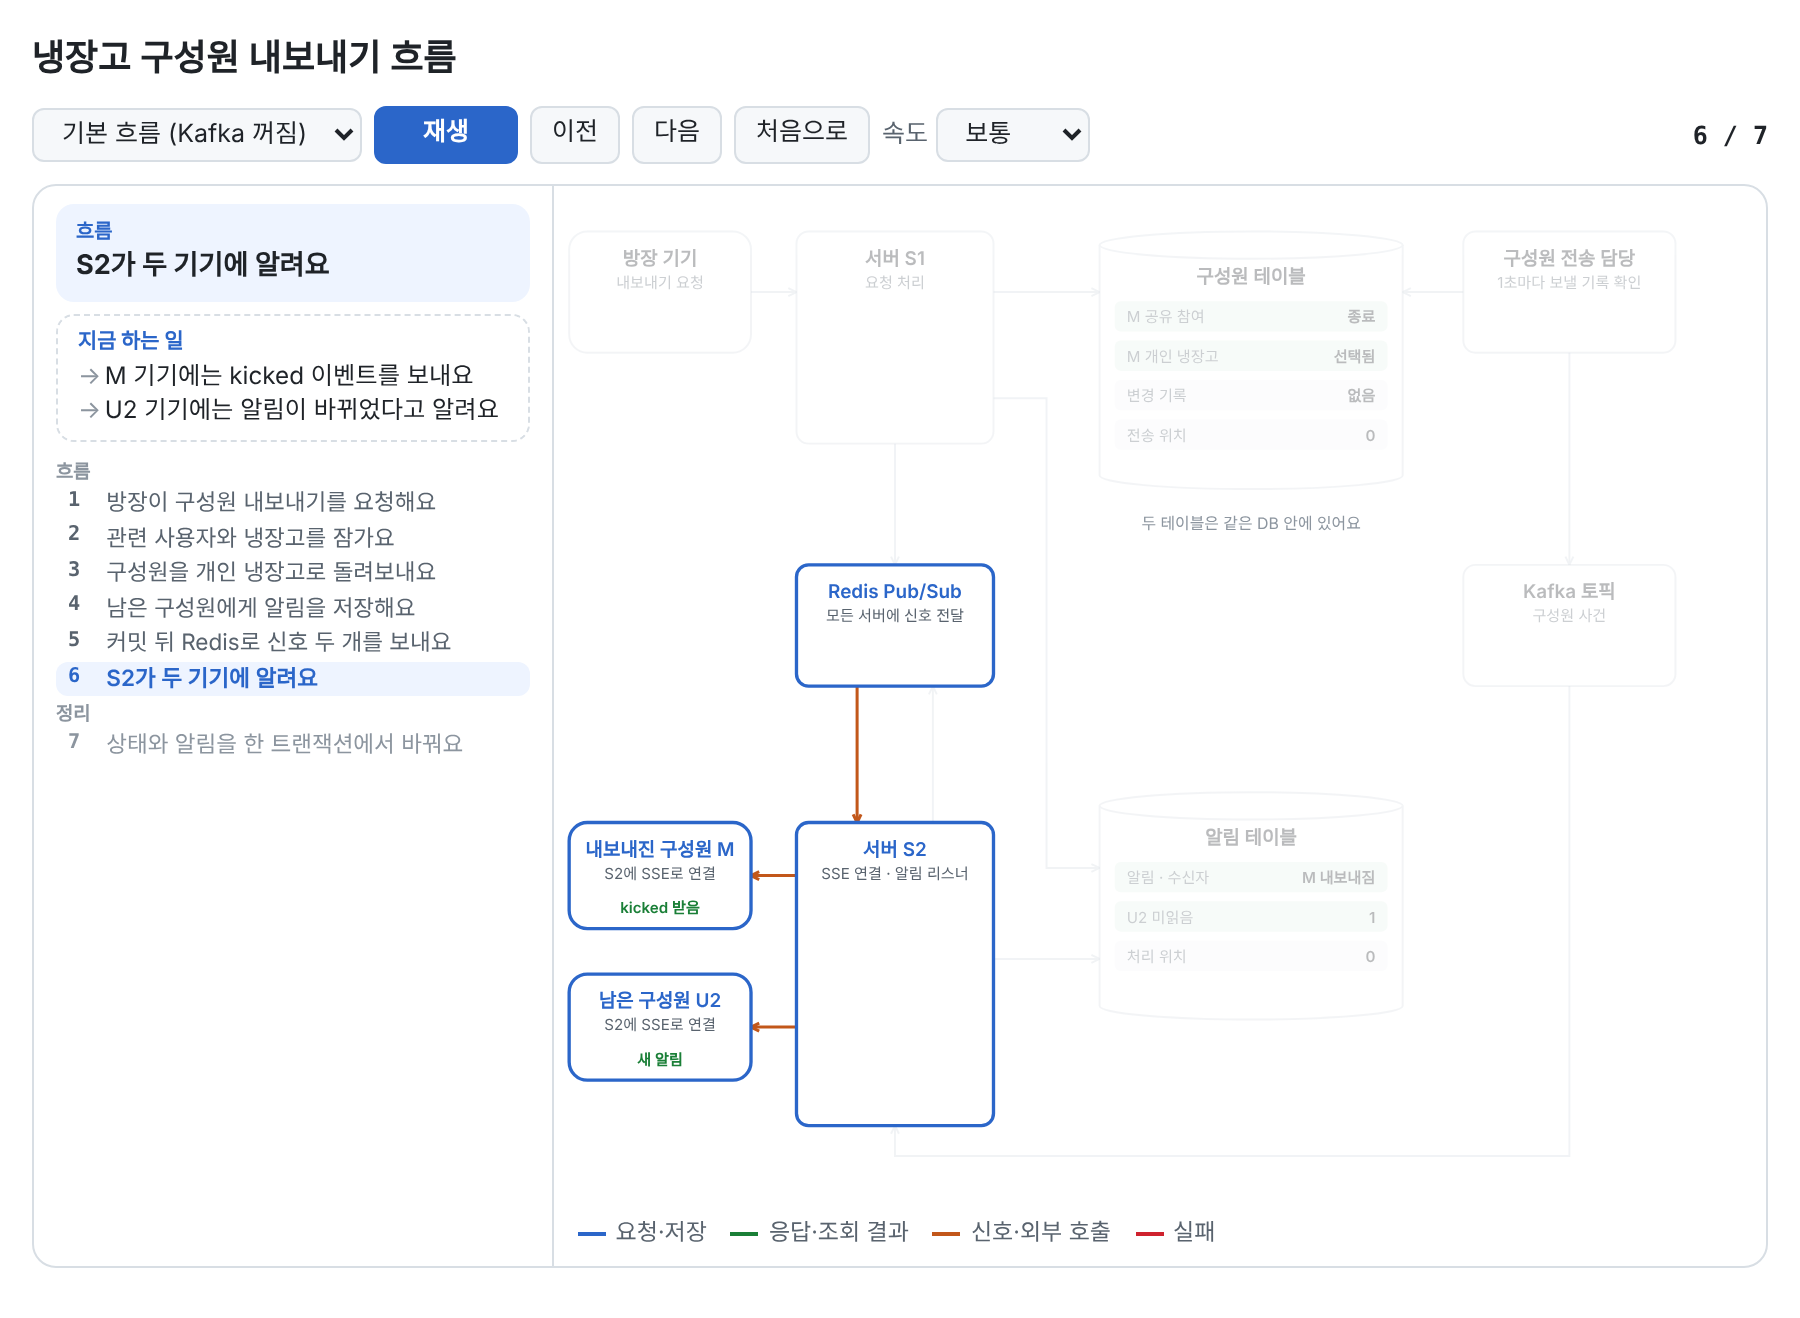 냉장고 구성원 내보내기 흐름
기본 흐름 (Kafka 꺼짐)
재생
이전
다음
처음으로
속도
보통
6 / 7
흐름
S2가 두 기기에 알려요
지금 하는 일
→ M 기기에는 kicked 이벤트를 보내요
→ U2 기기에는 알림이 바뀌었다고 알려요
흐름
1 방장이 구성원 내보내기를 요청해요
2 관련 사용자와 냉장고를 잠가요
3 구성원을 개인 냉장고로 돌려보내요
4 남은 구성원에게 알림을 저장해요
5 커밋 뒤 Redis로 신호 두 개를 보내요
6 S2가 두 기기에 알려요
정리
7 상태와 알림을 한 트랜잭션에서 바꿔요
방장 기기
내보내기 요청
서버 S1
요청 처리
구성원 테이블
M 공유 참여 종료
M 개인 냉장고 선택됨
변경 기록 없음
전송 위치 0
두 테이블은 같은 DB 안에 있어요
구성원 전송 담당
1초마다 보낼 기록 확인
Redis Pub/Sub
모든 서버에 신호 전달
Kafka 토픽
구성원 사건
내보내진 구성원 M
S2에 SSE로 연결
kicked 받음
서버 S2
SSE 연결 · 알림 리스너
알림 테이블
알림 · 수신자 M 내보내짐
U2 미읽음 1
처리 위치 0
남은 구성원 U2
S2에 SSE로 연결
새 알림
요청·저장
응답·조회 결과
신호·외부 호출
실패